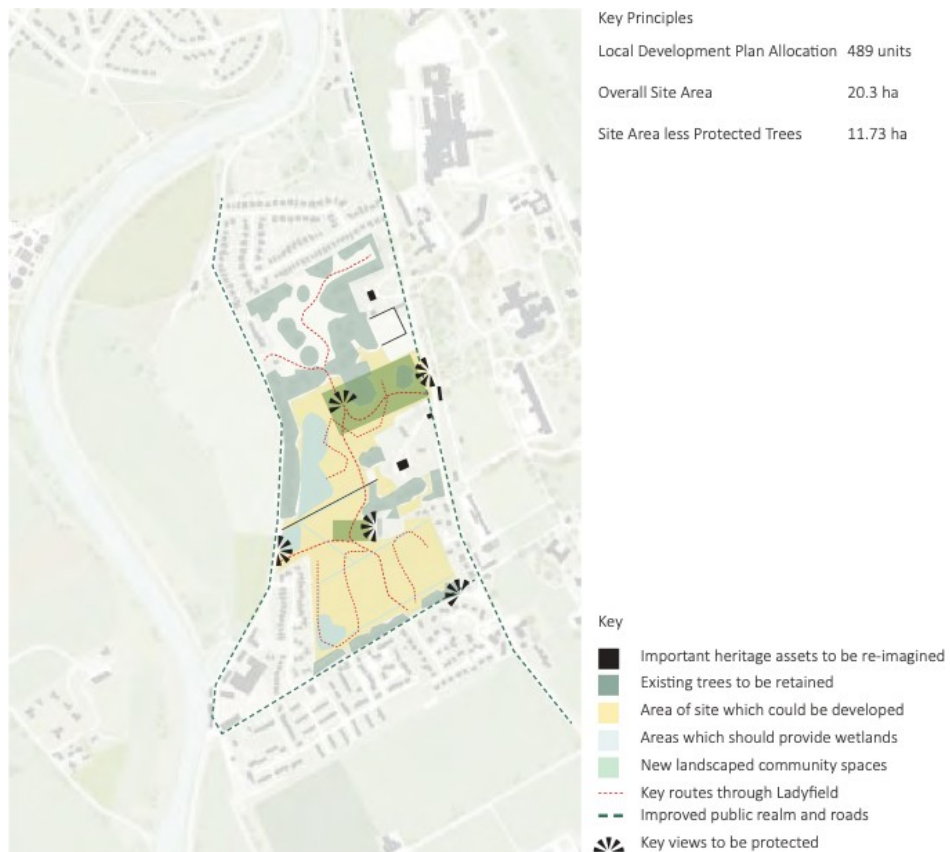 Key Principles
Local Development Plan Allocation 489 units
Overall Site Area 20.3 ha
Site Area less Protected Trees 11.73 ha
Key
Important heritage assets to be re-imagined
Existing trees to be retained
Area of site which could be developed
Areas which should provide wetlands
New landscaped community spaces
Key routes through Ladyfield
Improved public realm and roads
Key views to be protected